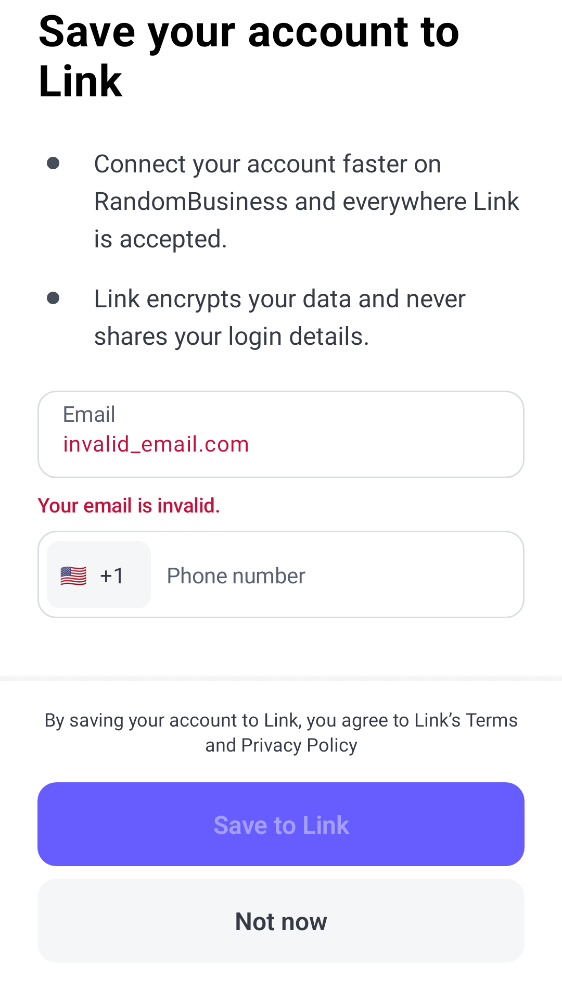 Save your account to
Link
Connect your account faster on
RandomBusiness and everywhere Link
is accepted.
Link encrypts your data and never
shares your login details.
Email
invalid_email.com
Your email is invalid.
+1 Phone number
By saving your account to Link, you agree to Link’s Terms
and Privacy Policy
Save to Link
Not now